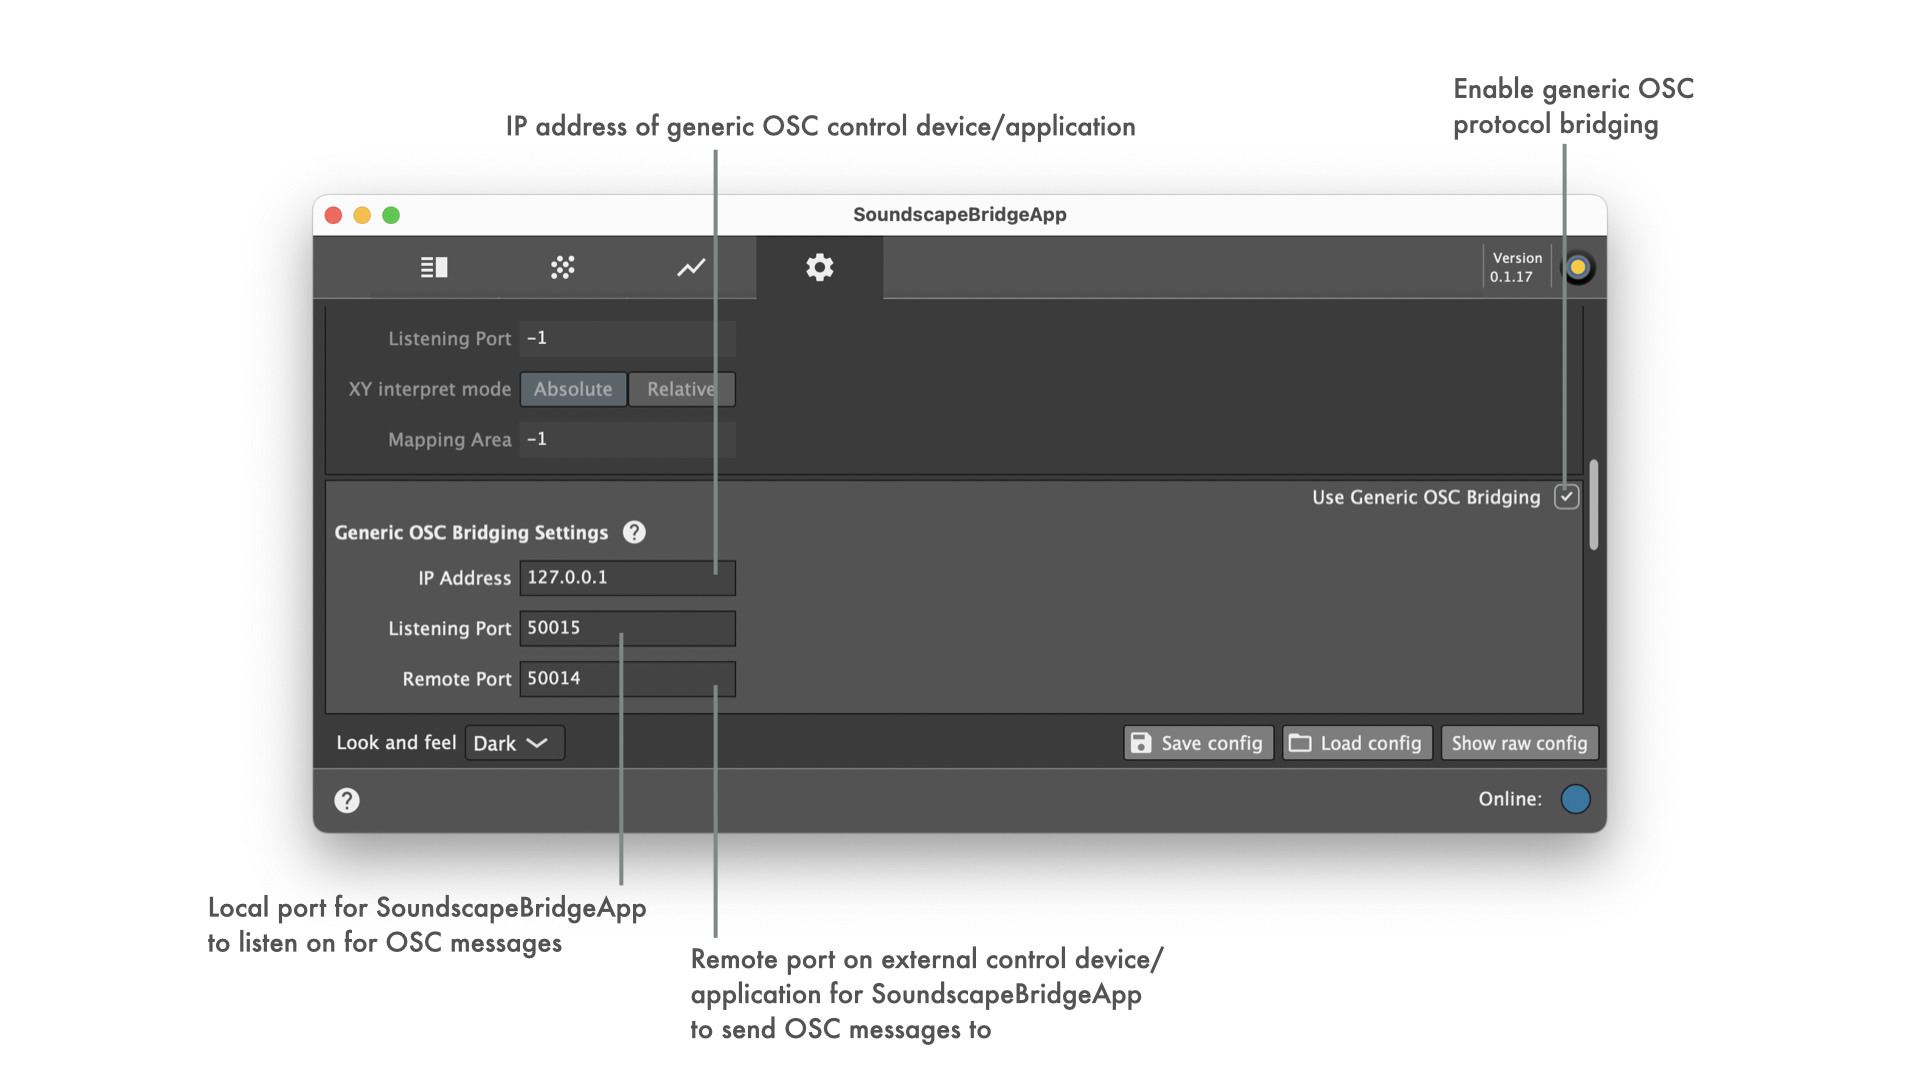 Enable generic OSC
protocol bridging
IP address of generic OSC control device/application
SoundscapeBridgeApp
Version
0.1.17
Listening Port -1
XY interpret mode Absolute Relative
Mapping Area -1
Use Generic OSC Bridging
Generic OSC Bridging Settings ?
IP Address 127.0.0.1
Listening Port 50015
Remote Port 50014
Look and feel Dark Save config Load config Show raw config
? Online:
Local port for SoundscapeBridgeApp
to listen on for OSC messages
Remote port on external control device/
application for SoundscapeBridgeApp
to send OSC messages to